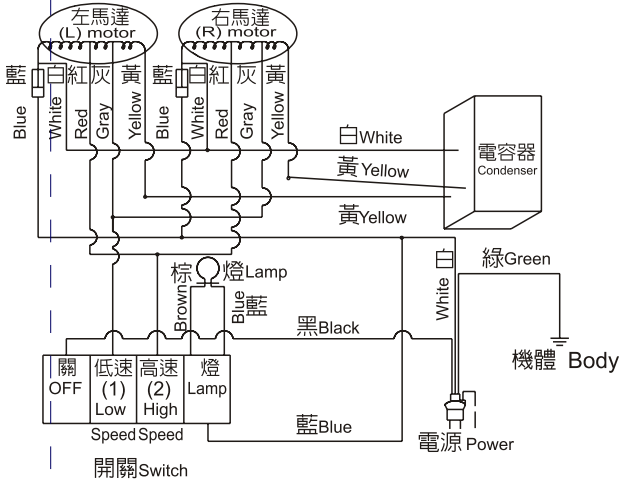 左馬達
(L) motor
右馬達
(R) motor
藍
白
紅
灰
黃
藍
白
紅
灰
黃
Blue
White
Red
Gray
Yellow
Blue
White
Red
Gray
Yellow
白White
黃Yellow
黃Yellow
電容器
Condenser
白
White
綠Green
棕
燈Lamp
Brown
Blue
藍
黑Black
機體 Body
關
OFF
低速
(1)
Low
高速
(2)
High
燈
Lamp
Speed Speed
藍Blue
電源 Power
開關Switch